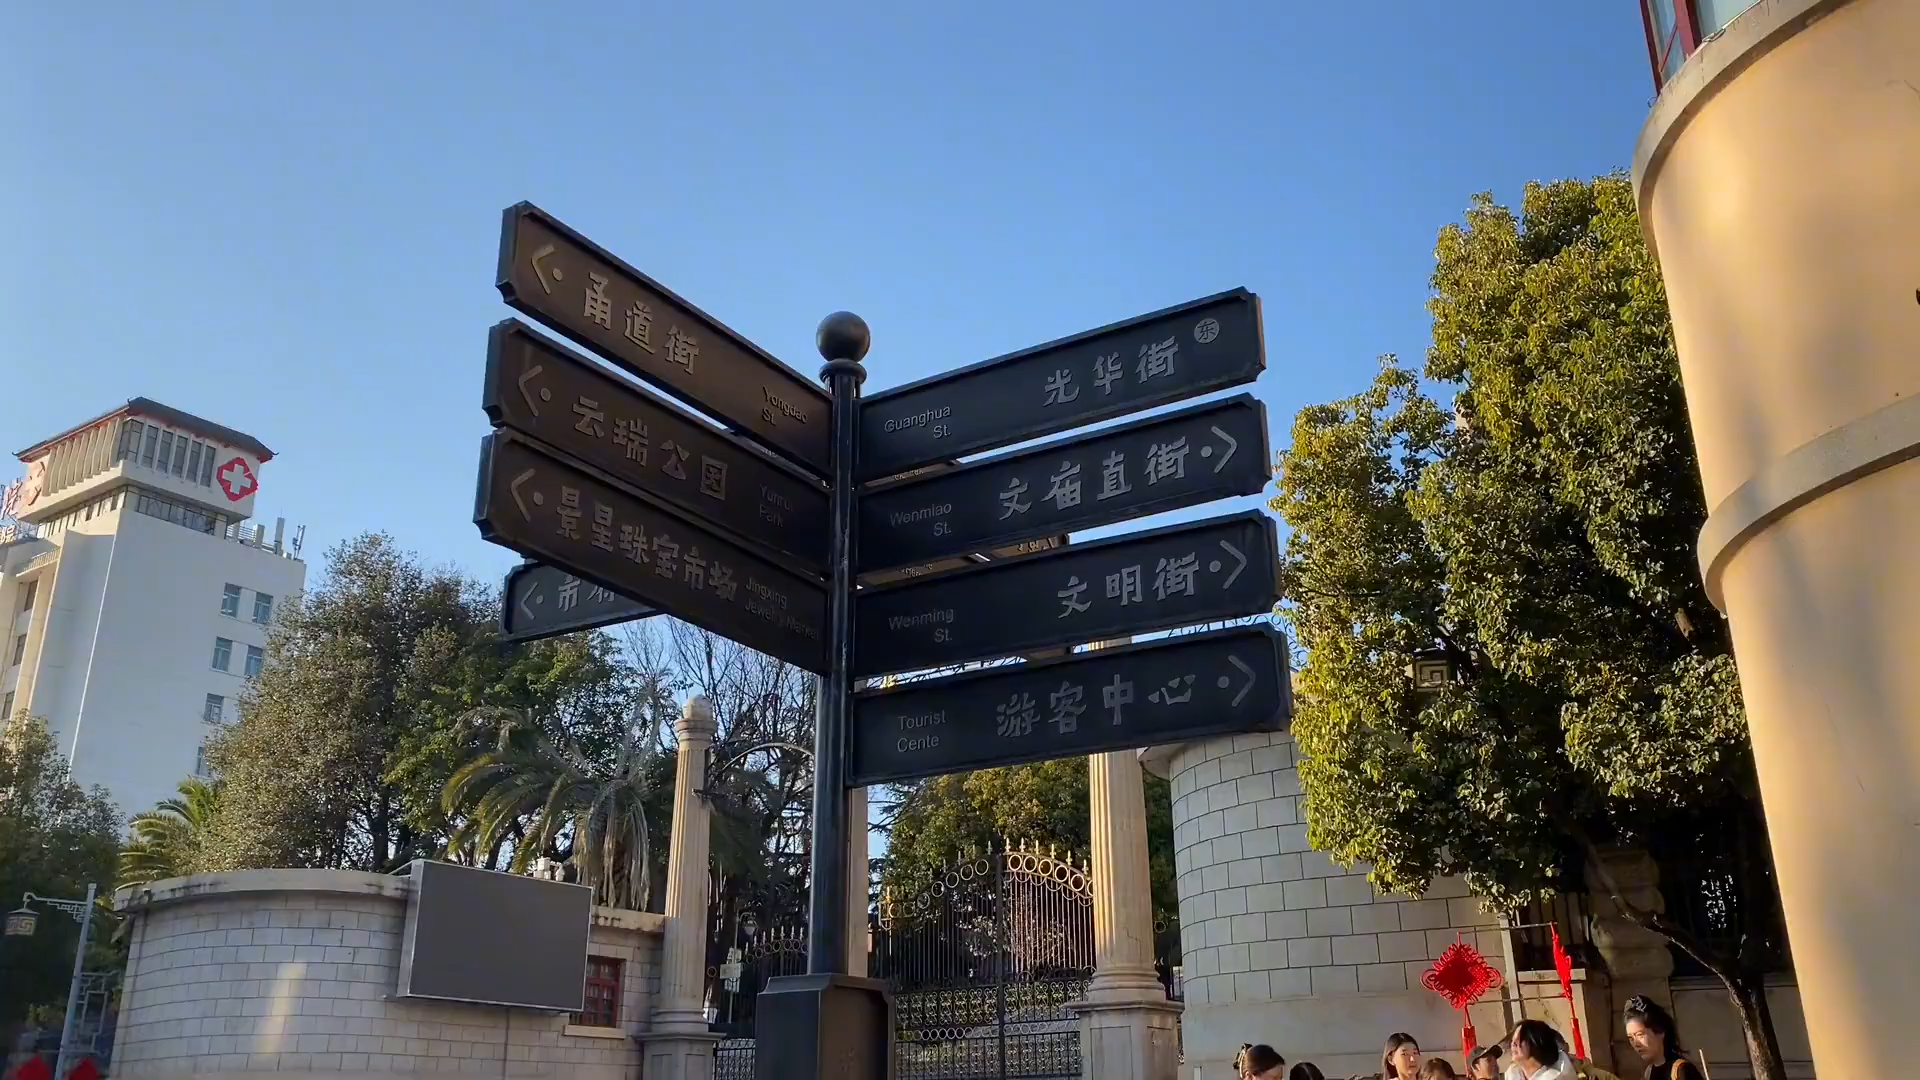 甬道街
Yongdao
St.
云瑞公园
Yunrui
Park
景星珠宝市场
Jingxing
Jewelry Market
市府
光华街 东
Guanghua
St.
文庙直街
Wenmiao
St.
文明街
Wenming
St.
游客中心
Tourist
Cente